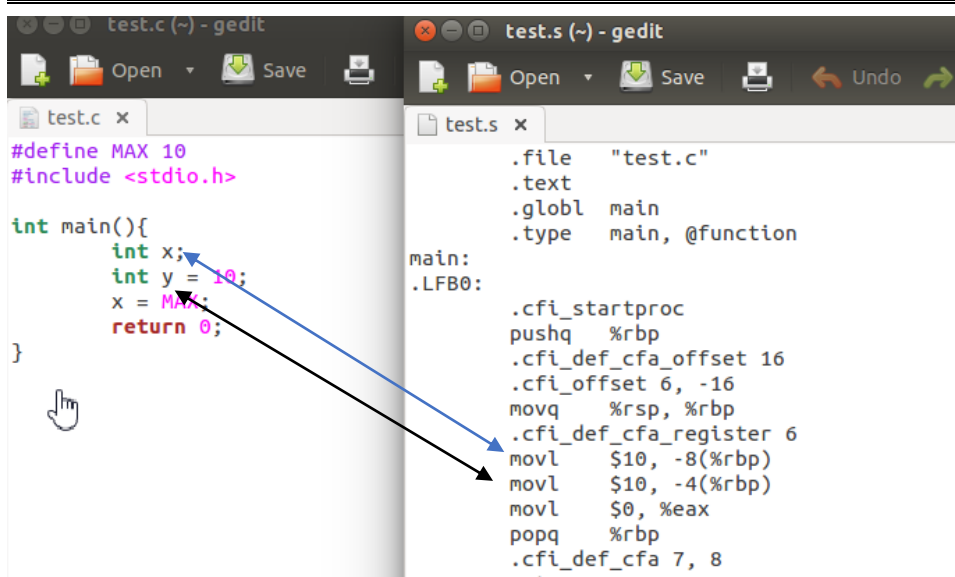 test.c (~) - gedit
Open Save
test.c x
#define MAX 10
#include <stdio.h>
int main(){
int x;
int y = 10;
x = MAX;
return 0;
}
test.s (~) - gedit
Open Save Undo
test.s x
.file "test.c"
.text
.globl main
.type main, @function
main:
.LFB0:
.cfi_startproc
pushq %rbp
.cfi_def_cfa_offset 16
.cfi_offset 6, -16
movq %rsp, %rbp
.cfi_def_cfa_register 6
movl $10, -8(%rbp)
movl $10, -4(%rbp)
movl $0, %eax
popq %rbp
.cfi_def_cfa 7, 8